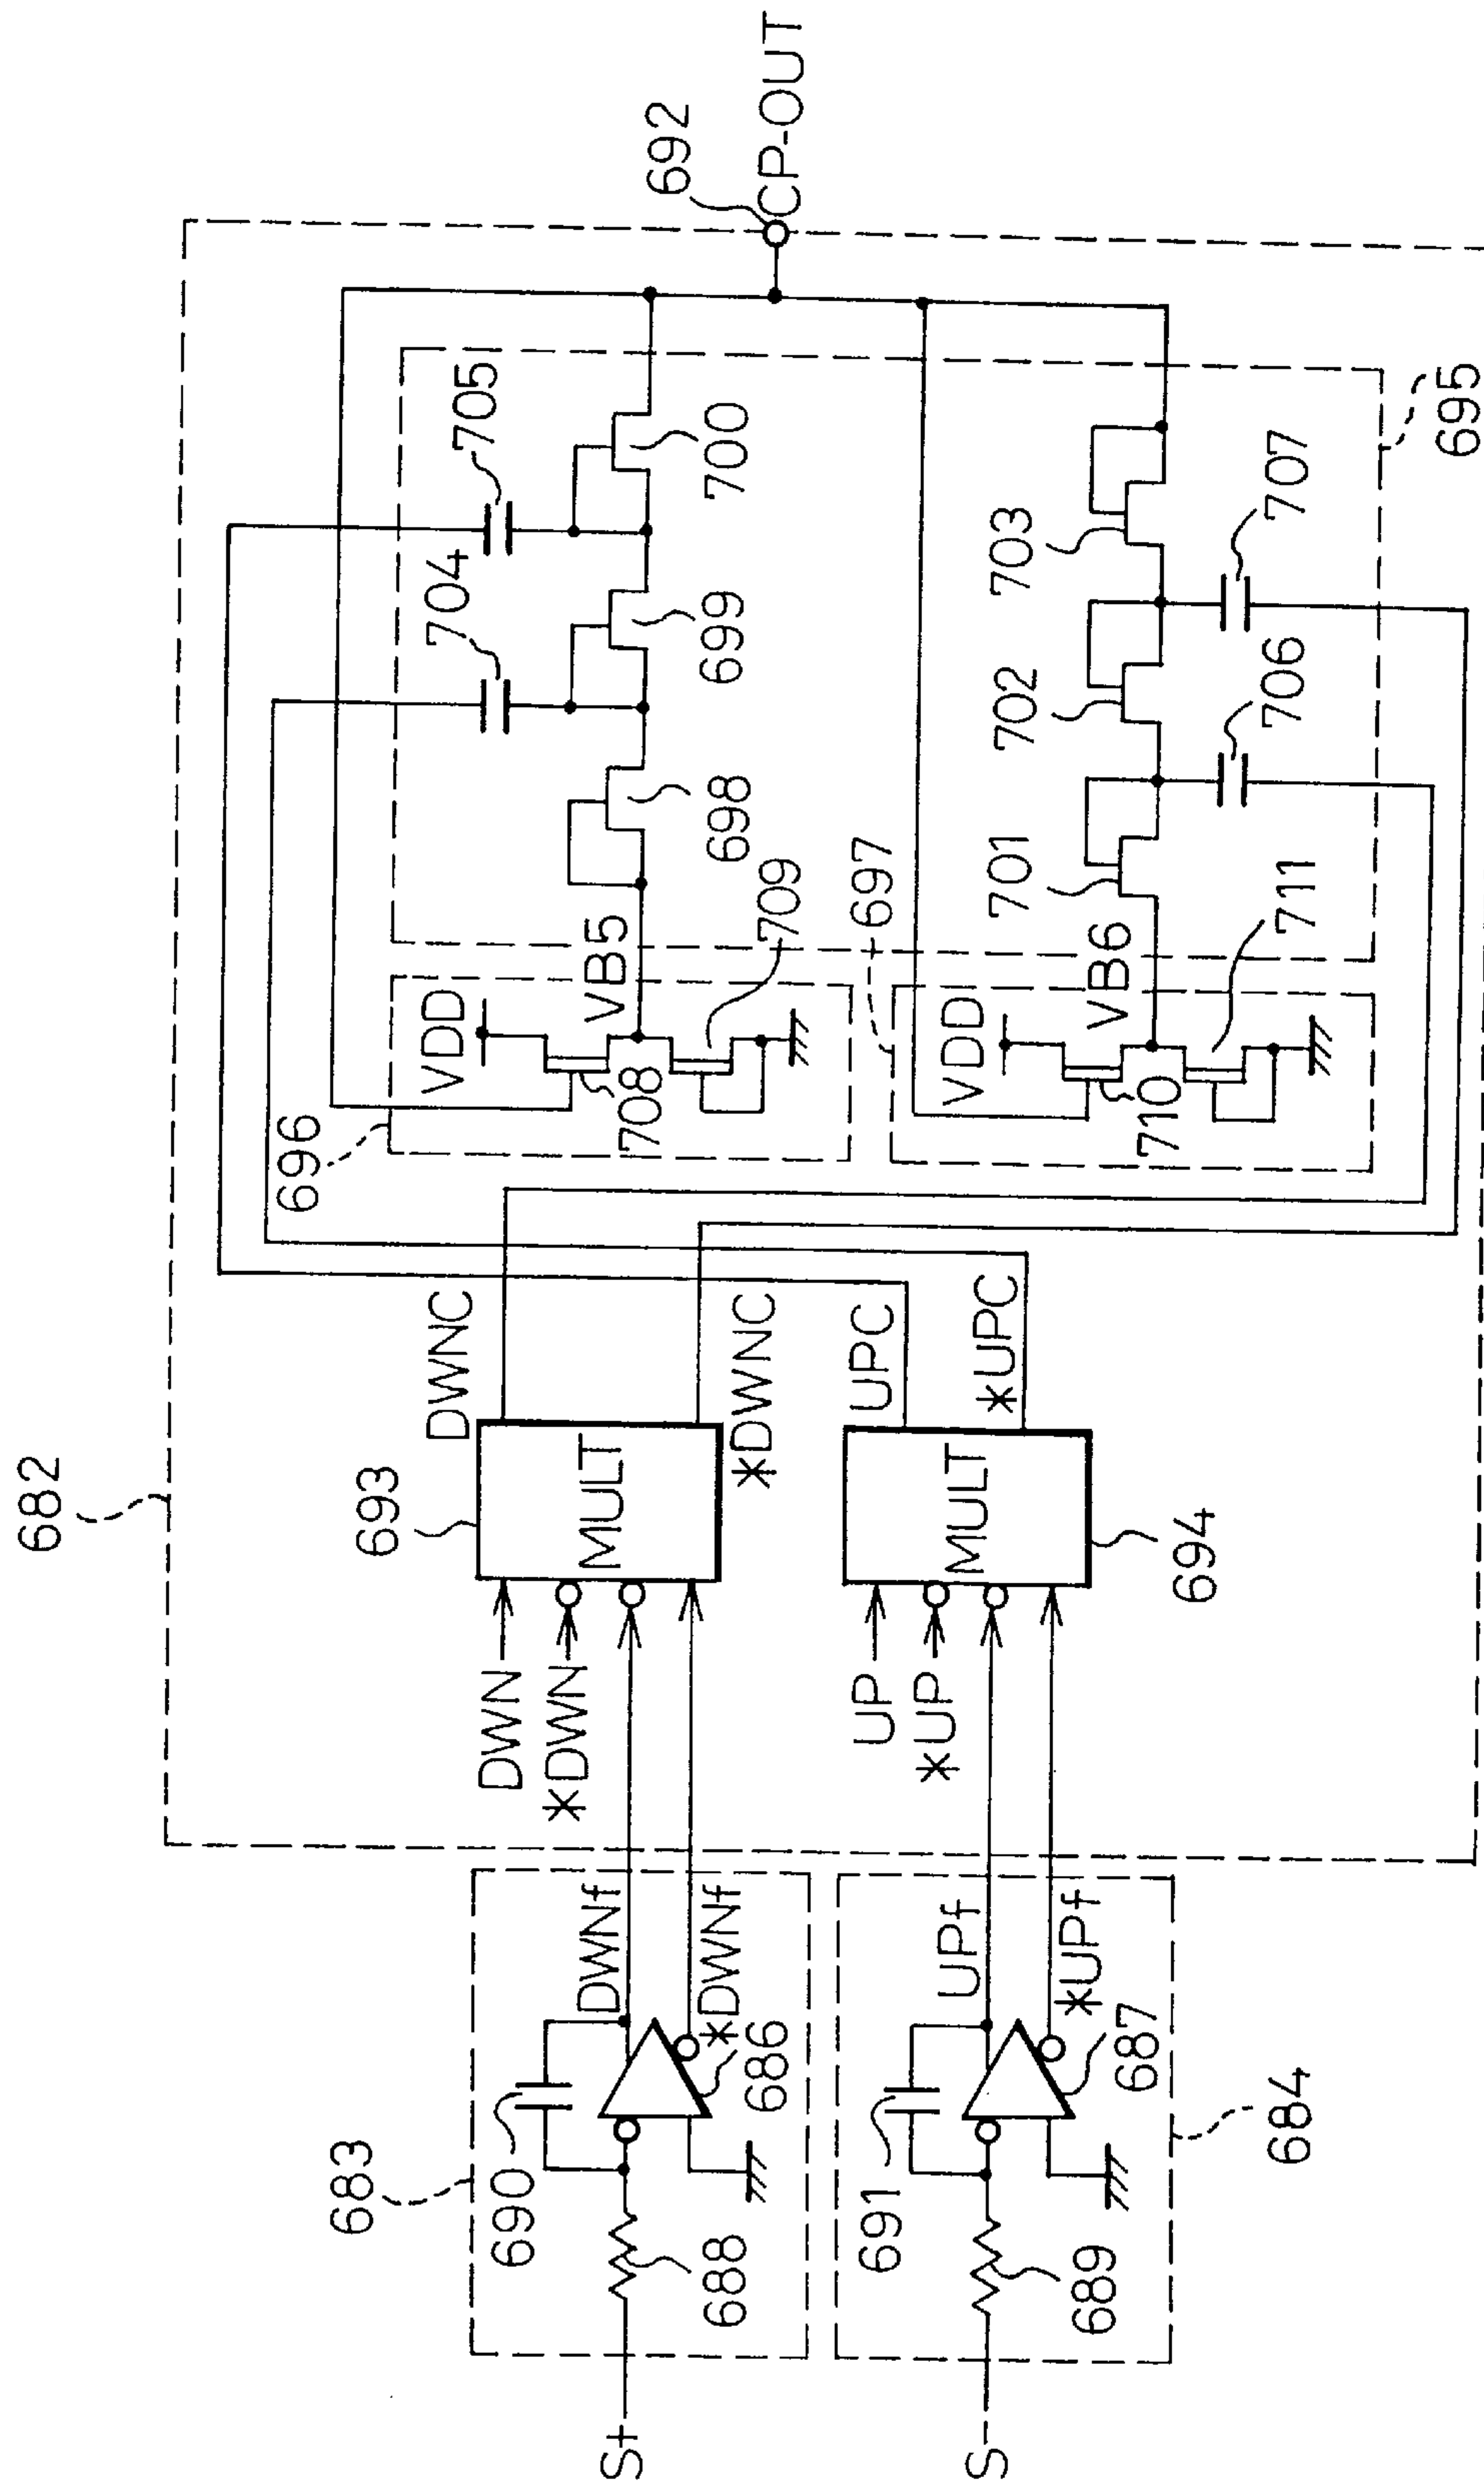 682
683
690
688
686
S+
DWNf
*DWNf
DWN
*DWN
693
MULT
DWNC
*DWNC
684
691
689
687
S-
UPf
*UPf
UP
*UP
694
MULT
UPC
*UPC
696
VDD
708
VB5
709
698
704
699
705
700
692
CP-OUT
697
VDD
710
VB6
711
701
702
706
703
707
695